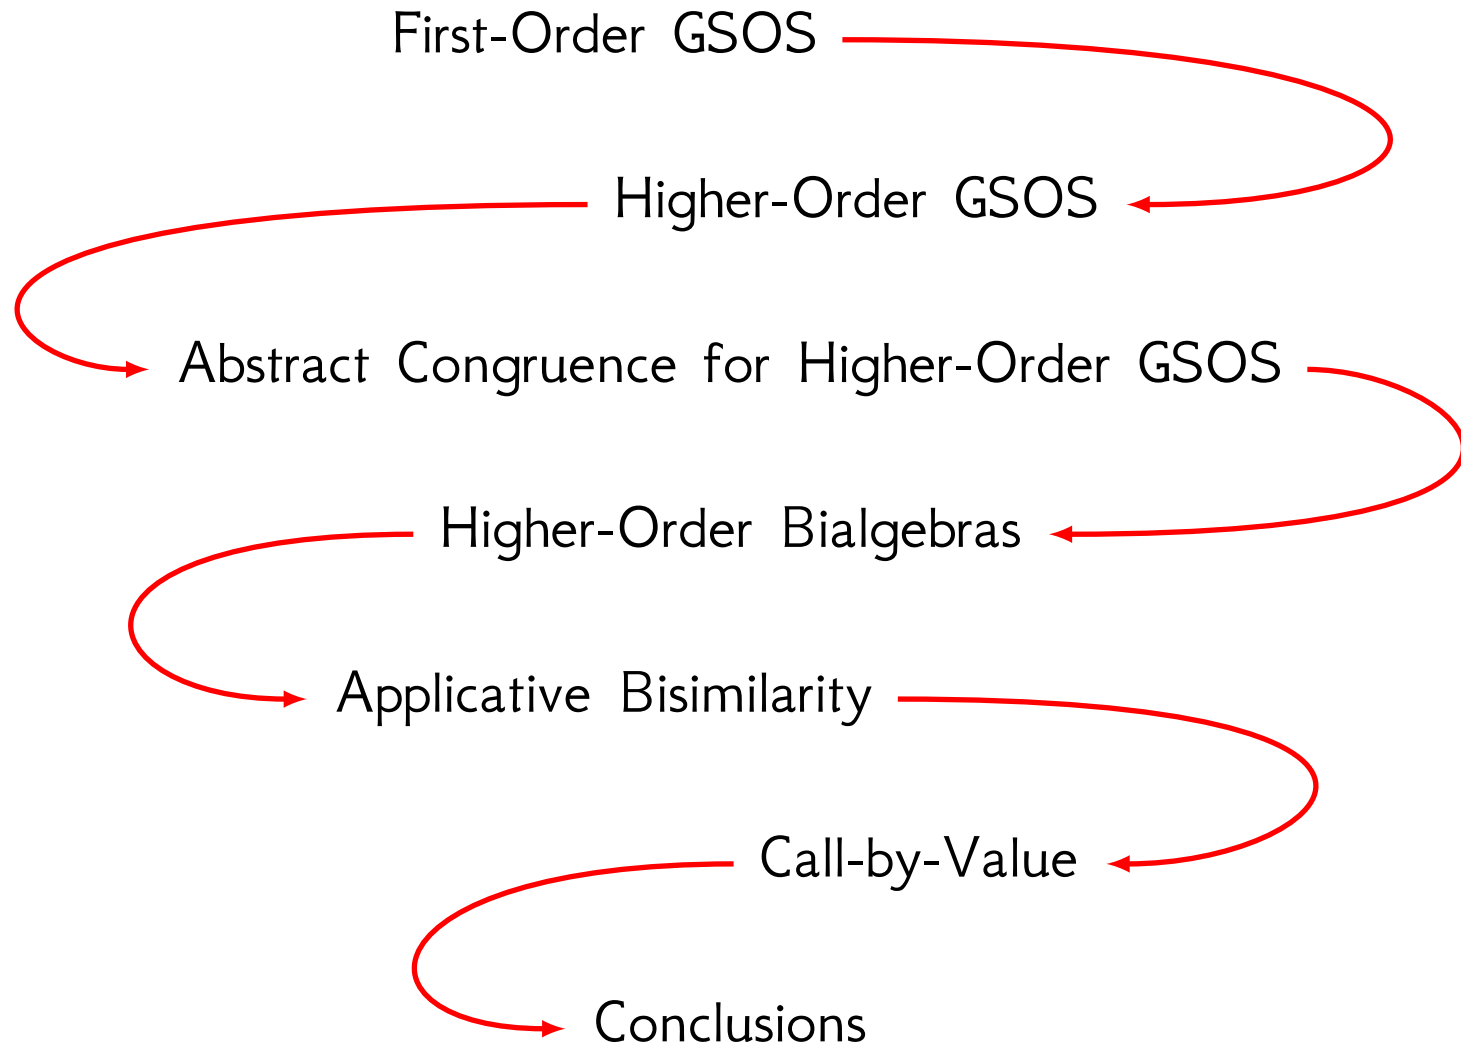 First-Order GSOS
Higher-Order GSOS
Abstract Congruence for Higher-Order GSOS
Higher-Order Bialgebras
Applicative Bisimilarity
Call-by-Value
Conclusions